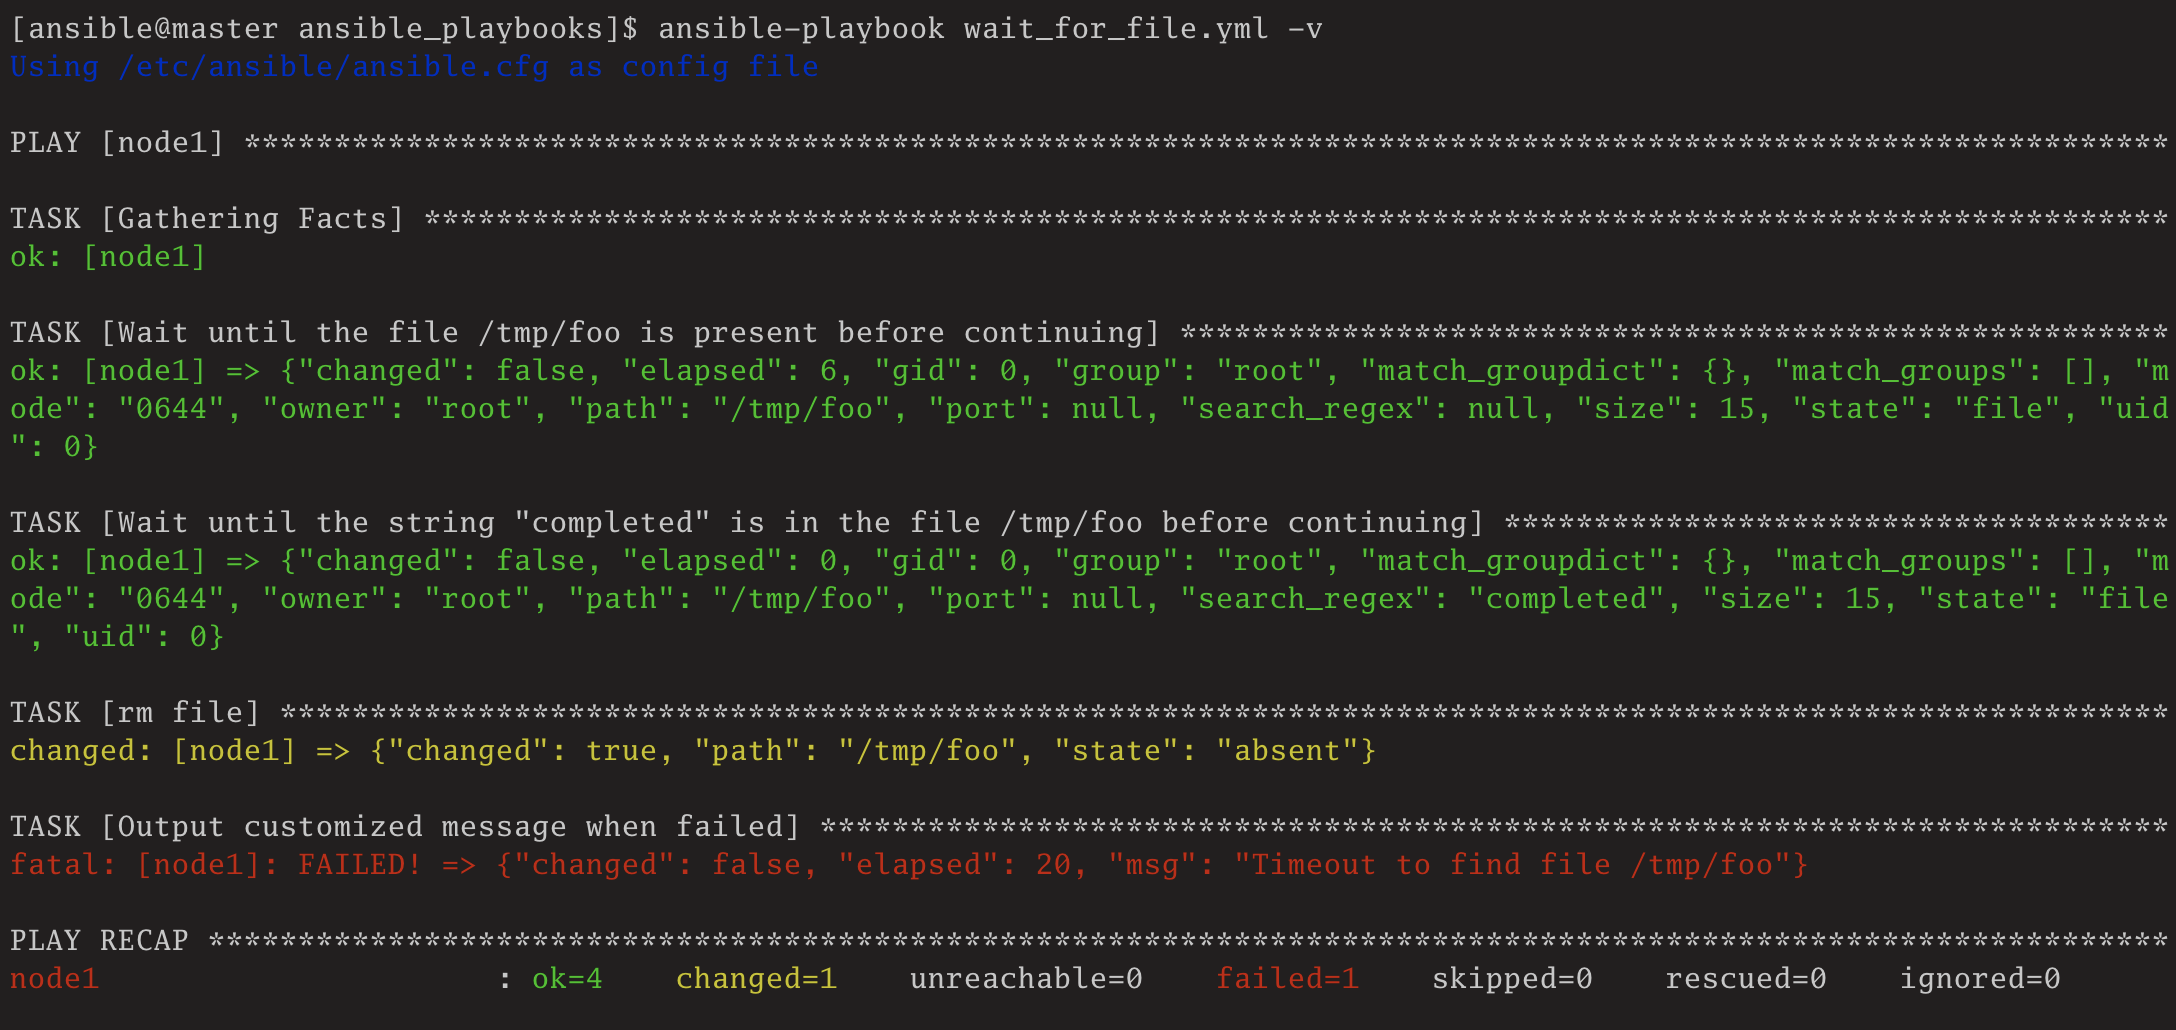 [ansible@master ansible_playbooks]$ ansible-playbook wait_for_file.yml -v
Using /etc/ansible/ansible.cfg as config file
PLAY [node1] ***********************************************************************************************************
TASK [Gathering Facts] *************************************************************************************************
ok: [node1]
TASK [Wait until the file /tmp/foo is present before continuing] *******************************************************
ok: [node1] => {"changed": false, "elapsed": 6, "gid": 0, "group": "root", "match_groupdict": {}, "match_groups": [], "m
ode": "0644", "owner": "root", "path": "/tmp/foo", "port": null, "search_regex": null, "size": 15, "state": "file", "uid
": 0}
TASK [Wait until the string "completed" is in the file /tmp/foo before continuing] *************************************
ok: [node1] => {"changed": false, "elapsed": 0, "gid": 0, "group": "root", "match_groupdict": {}, "match_groups": [], "m
ode": "0644", "owner": "root", "path": "/tmp/foo", "port": null, "search_regex": "completed", "size": 15, "state": "file
", "uid": 0}
TASK [rm file] *********************************************************************************************************
changed: [node1] => {"changed": true, "path": "/tmp/foo", "state": "absent"}
TASK [Output customized message when failed] ***************************************************************************
fatal: [node1]: FAILED! => {"changed": false, "elapsed": 20, "msg": "Timeout to find file /tmp/foo"}
PLAY RECAP *************************************************************************************************************
node1                      : ok=4    changed=1    unreachable=0    failed=1    skipped=0    rescued=0    ignored=0